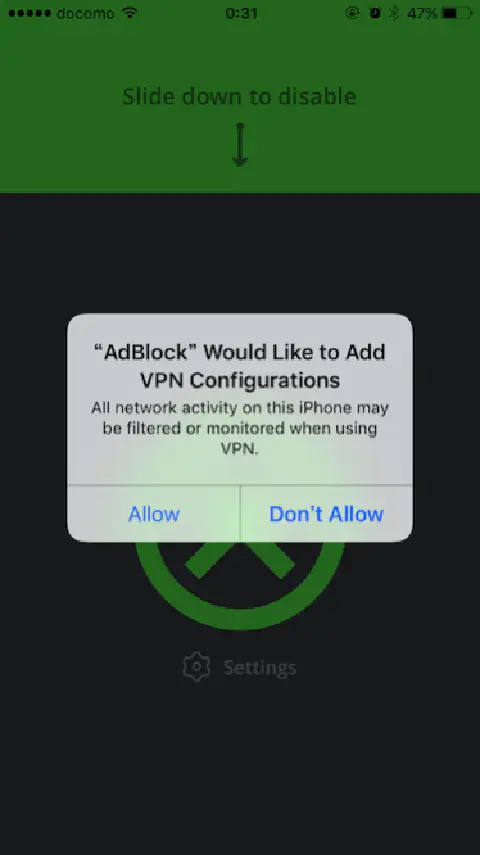 docomo 0:31 47%
Slide down to disable
“AdBlock” Would Like to Add
VPN Configurations
All network activity on this iPhone may
be filtered or monitored when using
VPN.
Allow Don’t Allow
Settings